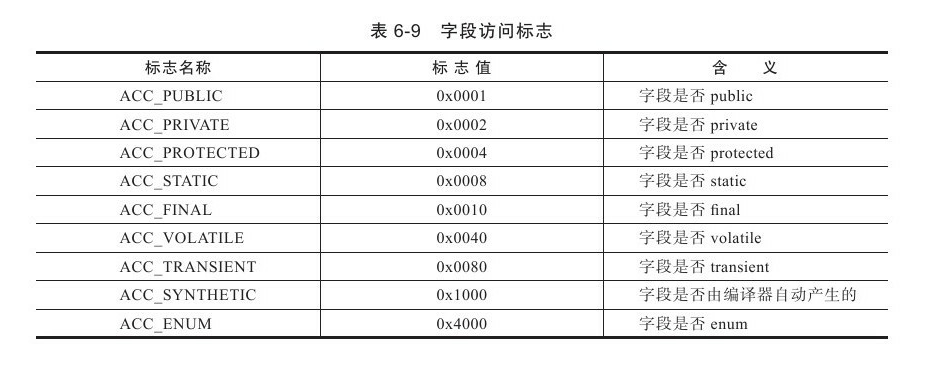 表 6-9 字段访问标志
标志名称 标 志 值 含 义
ACC_PUBLIC 0x0001 字段是否 public
ACC_PRIVATE 0x0002 字段是否 private
ACC_PROTECTED 0x0004 字段是否 protected
ACC_STATIC 0x0008 字段是否 static
ACC_FINAL 0x0010 字段是否 final
ACC_VOLATILE 0x0040 字段是否 volatile
ACC_TRANSIENT 0x0080 字段是否 transient
ACC_SYNTHETIC 0x1000 字段是否由编译器自动产生的
ACC_ENUM 0x4000 字段是否 enum